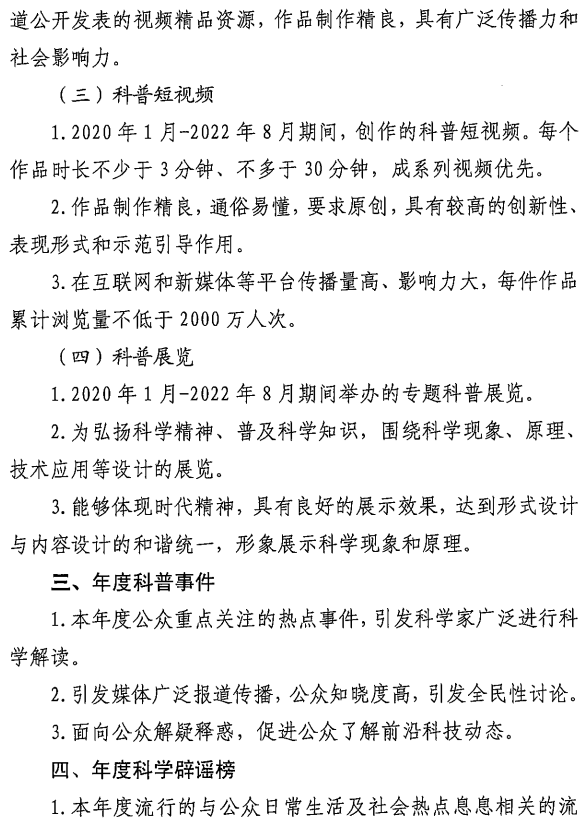 道公开发表的视频精品资源，作品制作精良，具有广泛传播力和
社会影响力。
（三）科普短视频
1.2020年1月-2022年8月期间，创作的科普短视频。每个
作品时长不少于3分钟、不多于30分钟，成系列视频优先。
2.作品制作精良，通俗易懂，要求原创，具有较高的创新性、
表现形式和示范引导作用。
3.在互联网和新媒体等平台传播量高、影响力大，每件作品
累计浏览量不低于2000万人次。
（四）科普展览
1.2020年1月-2022年8月期间举办的专题科普展览。
2.为弘扬科学精神、普及科学知识，围绕科学现象、原理、
技术应用等设计的展览。
3.能够体现时代精神，具有良好的展示效果，达到形式设计
与内容设计的和谐统一，形象展示科学现象和原理。
三、年度科普事件
1.本年度公众重点关注的热点事件，引发科学家广泛进行科
学解读。
2.引发媒体广泛报道传播，公众知晓度高，引发全民性讨论。
3.面向公众解疑释惑，促进公众了解前沿科技动态。
四、年度科学辟谣榜
1.本年度流行的与公众日常生活及社会热点息息相关的流